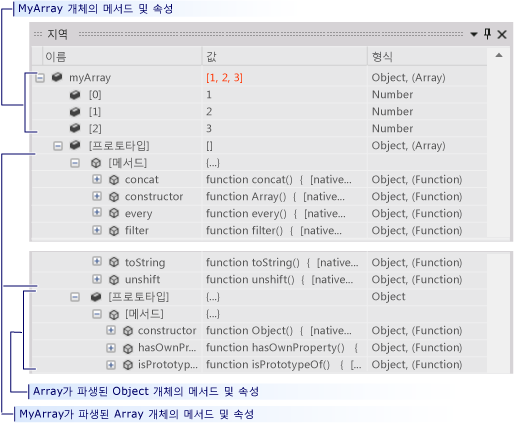 MyArray 개체의 메서드 및 속성
지역
이름 값 형식
myArray [1, 2, 3] Object, (Array)
[0] 1 Number
[1] 2 Number
[2] 3 Number
[프로토타입] [] Object, (Array)
[메서드] (...)
concat function concat() { [native... Object, (Function)
constructor function Array() { [native... Object, (Function)
every function every() { [native... Object, (Function)
filter function filter() { [native... Object, (Function)
toString function toString() { [native... Object, (Function)
unshift function unshift() { [native... Object, (Function)
[프로토타입] (...) Object
[메서드] (...)
constructor function Object() { [native... Object, (Function)
hasOwnPr... function hasOwnProperty() { Object, (Function)
isPrototyp... function isPrototypeOf() { [... Object, (Function)
Array가 파생된 Object 개체의 메서드 및 속성
MyArray가 파생된 Array 개체의 메서드 및 속성